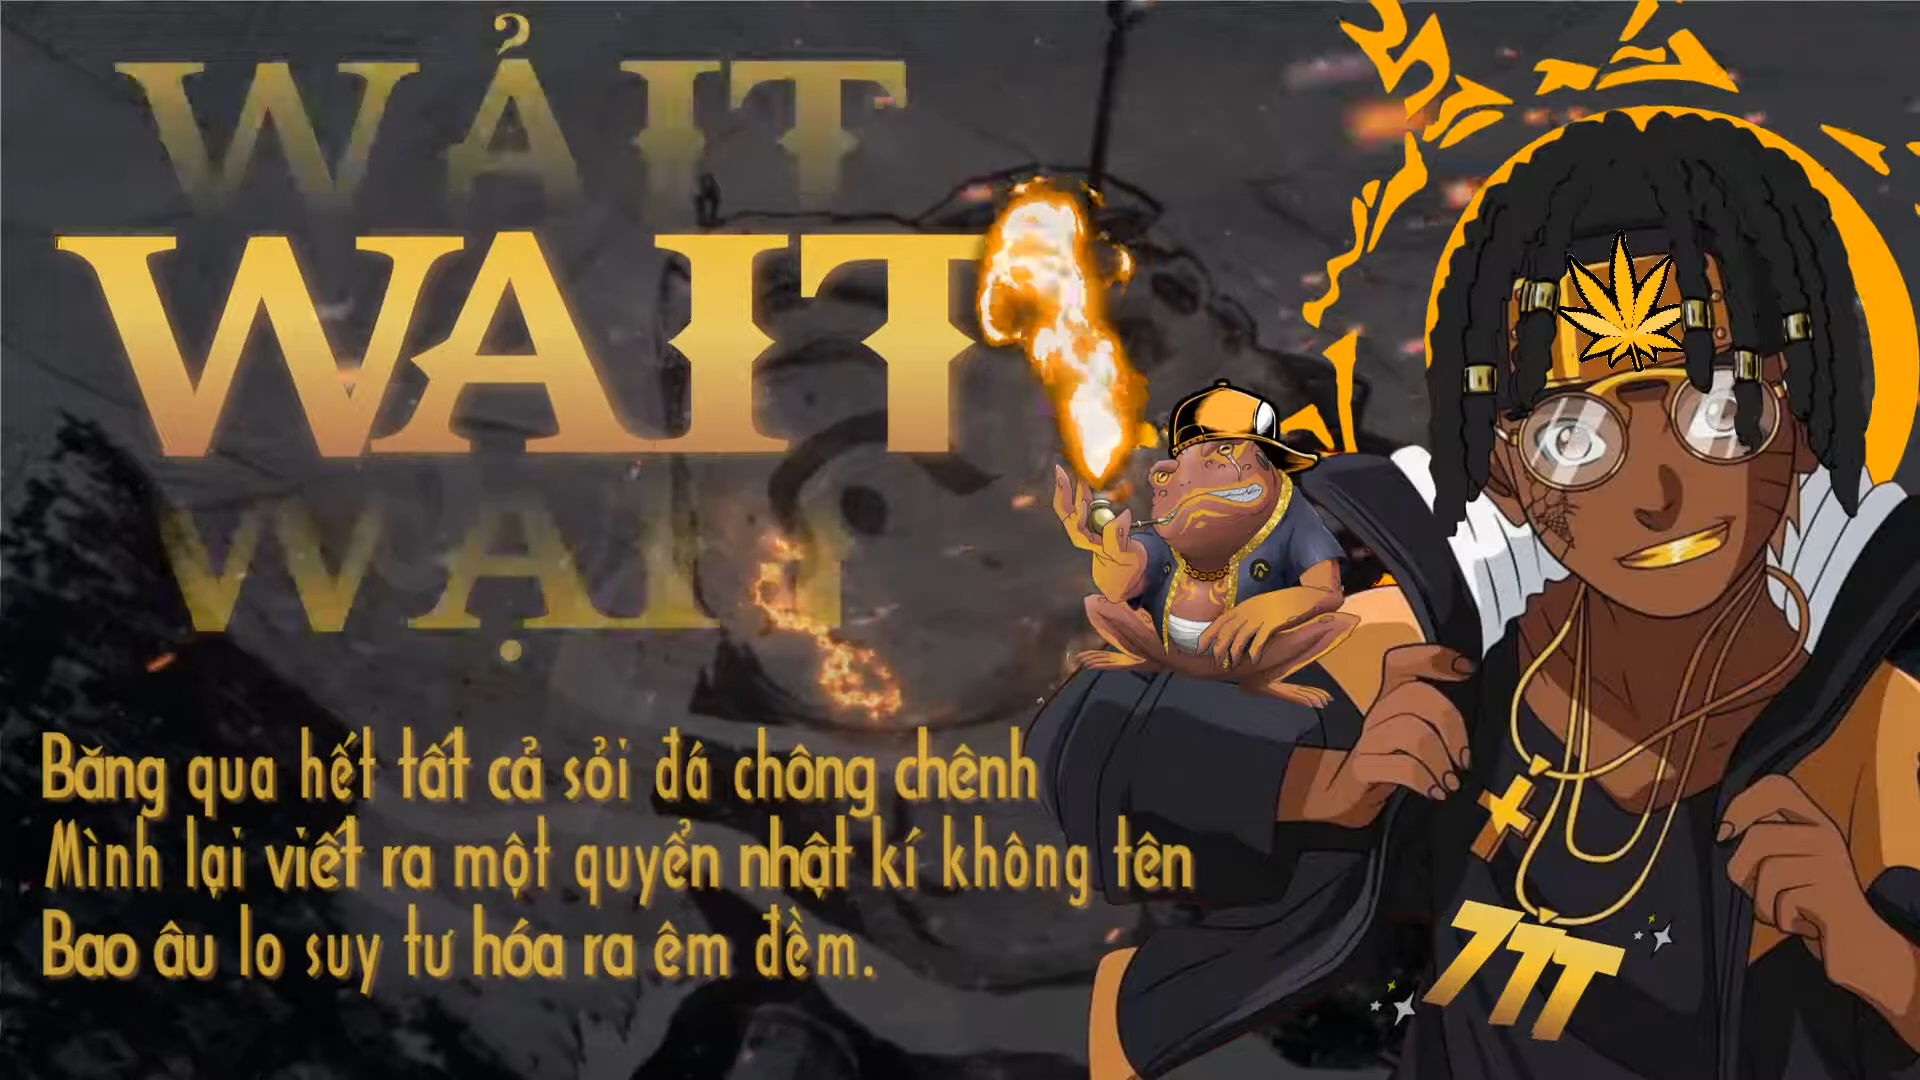 WẢIT
WAIT
WẠIT
Băng qua hết tất cả sỏi đá chông chênh
Mình lại viết ra một quyển nhật kí không tên
Bao âu lo suy tư hóa ra êm đềm.
77T